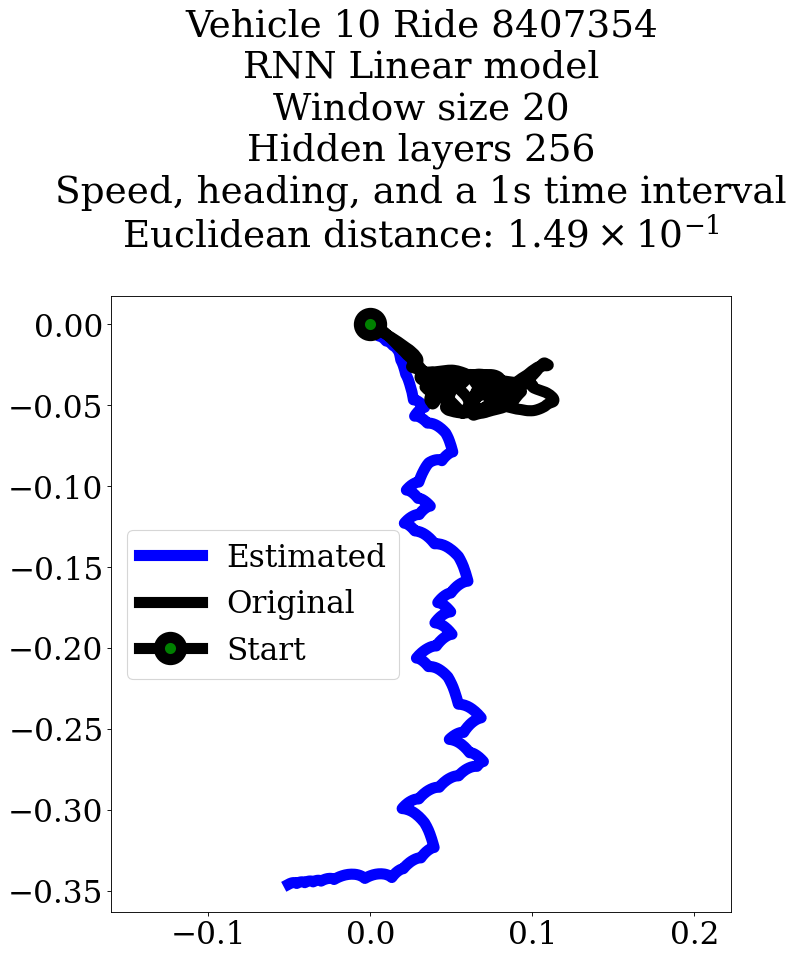 Vehicle 10 Ride 8407354
RNN Linear model
Window size 20
Hidden layers 256
Speed, heading, and a 1s time interval
Euclidean distance: 1.49 × 10⁻¹
0.00
−0.05
−0.10
−0.15
−0.20
−0.25
−0.30
−0.35
Estimated
Original
Start
−0.1
0.0
0.1
0.2